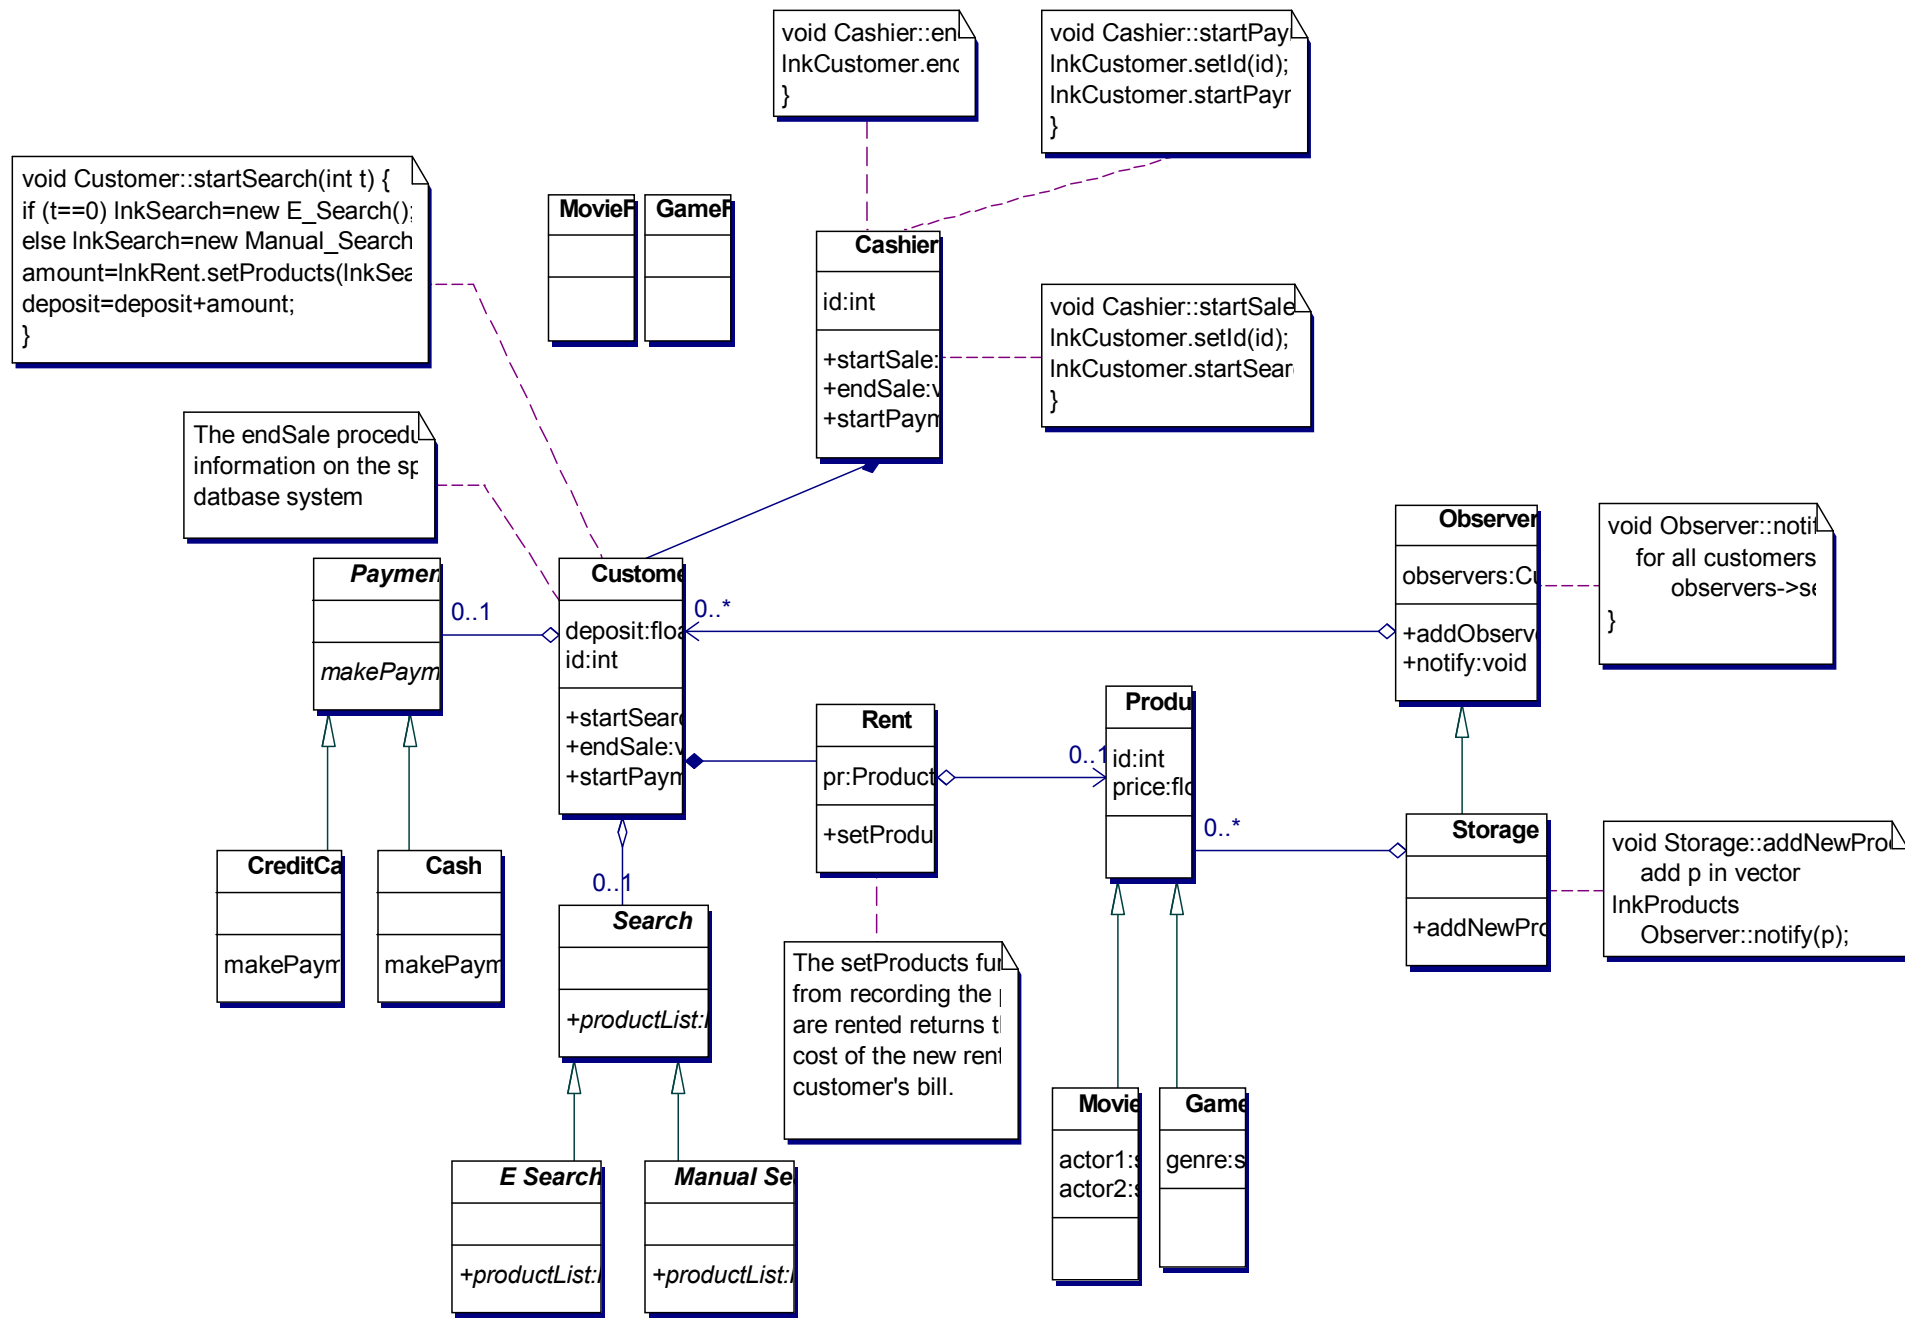 void Cashier::en
lnkCustomer.end
}
void Cashier::startPay
lnkCustomer.setId(id);
lnkCustomer.startPayr
}
void Customer::startSearch(int t) {
if (t==0) lnkSearch=new E_Search();
else lnkSearch=new Manual_Search
amount=lnkRent.setProducts(lnkSea
deposit=deposit+amount;
}
MovieF
GameF
Cashier
id:int
+startSale:
+endSale:v
+startPaym
void Cashier::startSale
lnkCustomer.setId(id);
lnkCustomer.startSear
}
The endSale procedu
information on the sp
datbase system
Paymen
makePaym
0..1
Custome
deposit:floa
id:int
+startSearc
+endSale:v
+startPaym
0..*
Observer
observers:Cu
+addObserve
+notify:void
void Observer::notif
for all customers
observers->se
}
Rent
pr:Product
+setProdu
0..1
Produ
id:int
price:flo
0..*
Storage
+addNewPro
void Storage::addNewProd
add p in vector
lnkProducts
Observer::notify(p);
CreditCa
makePaym
Cash
makePaym
0..1
Search
+productList:l
The setProducts fun
from recording the p
are rented returns th
cost of the new rent
customer's bill.
E Search
+productList:l
Manual Se
+productList:l
Movie
actor1:s
actor2:s
Game
genre:s